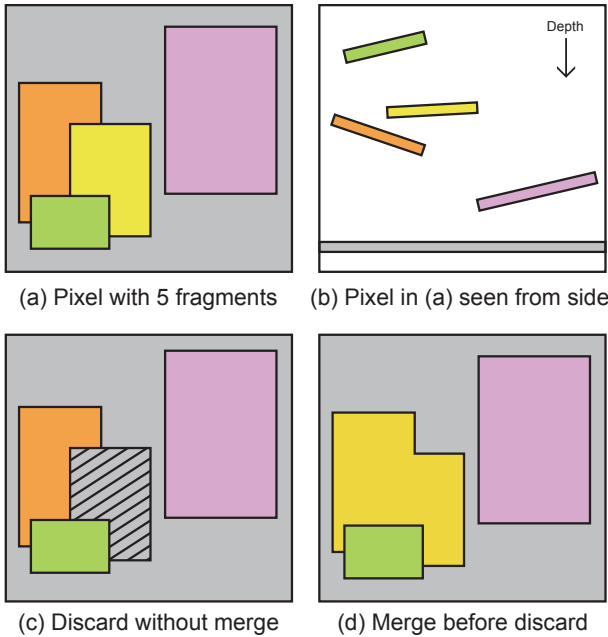 Depth
(a) Pixel with 5 fragments
(b) Pixel in (a) seen from side
(c) Discard without merge
(d) Merge before discard